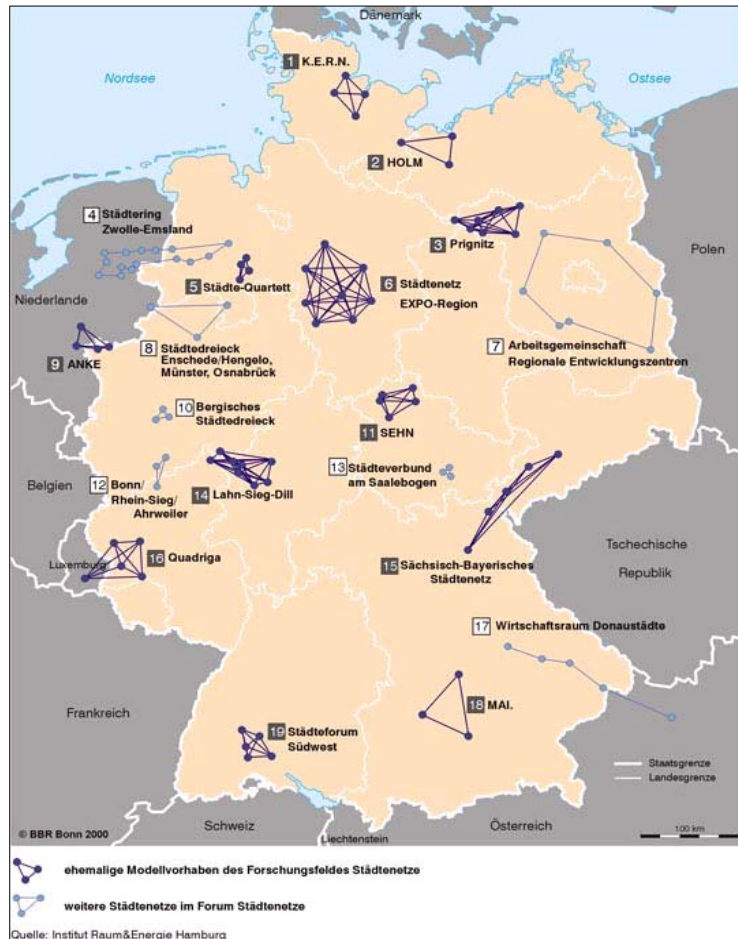 Dänemark
Nordsee
Ostsee
1 K.E.R.N.
2 HOLM
3 Prignitz
4 Städtering
Zwolle-Emsland
Polen
5 Städte-Quartett
6 Städtenetz
EXPO-Region
Niederlande
7 Arbeitsgemeinschaft
Regionale Entwicklungszentren
8 Städtedreieck
Enschede/Hengelo,
Münster, Osnabrück
9 ANKE
10 Bergisches
Städtedreieck
11 SEHN
Belgien
12 Bonn/
Rhein-Sieg/
Ahrweiler
13 Städteverbund
am Saalebogen
14 Lahn-Sieg-Dill
15 Sächsisch-Bayerisches
Städtenetz
Tschechische
Republik
Luxemburg
16 Quadriga
17 Wirtschaftsraum Donaustädte
Frankreich
18 MAI.
19 Städteforum
Südwest
Staatsgrenze
Landesgrenze
© BBR Bonn 2000
Schweiz
Liechtenstein
Österreich
100 km
ehemalige Modellvorhaben des Forschungsfeldes Städtenetze
weitere Städtenetze im Forum Städtenetze
Quelle: Institut Raum&Energie Hamburg